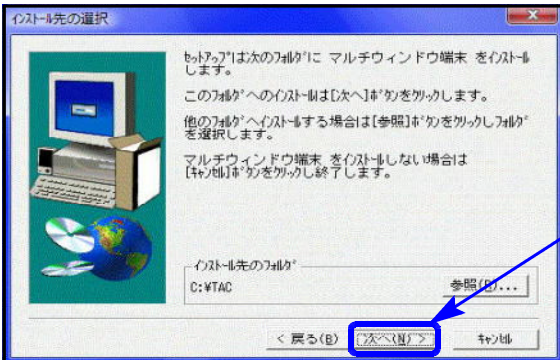 インストール先の選択
セットアップは次のフォルダに マルチウィンドウ端末 をインストール
します。
このフォルダへのインストールは[次へ]ボタンをクリックします。
他のフォルダへインストールする場合は[参照]ボタンをクリックしフォルダ
を選択します。
マルチウィンドウ端末 をインストールしない場合は
[キャンセル]ボタンをクリックし終了します。
インストール先のフォルダ
C:¥TAC
参照(R)...
< 戻る(B)
次へ(N) >
キャンセル